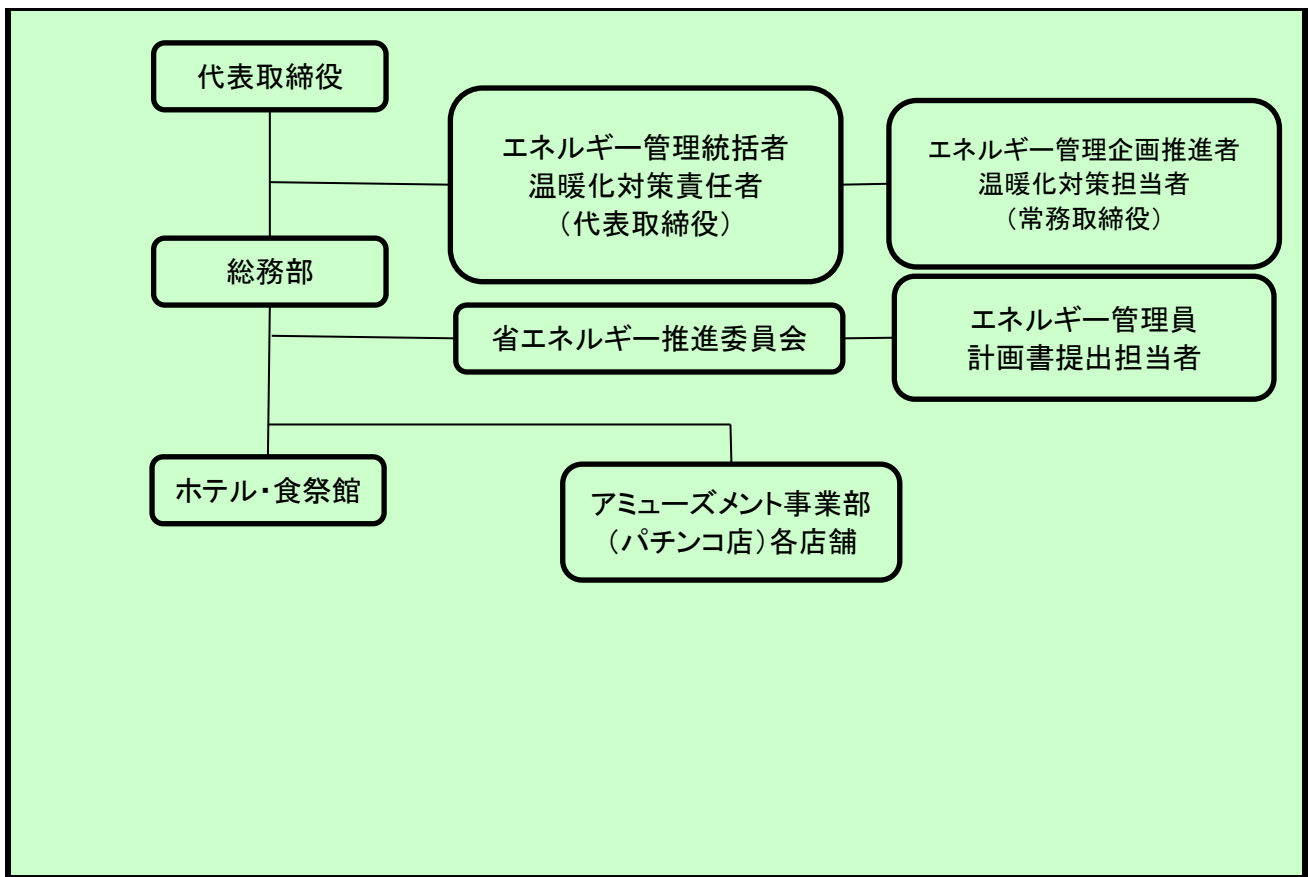 代表取締役
エネルギー管理統括者
温暖化対策責任者
（代表取締役）
エネルギー管理企画推進者
温暖化対策担当者
（常務取締役）
総務部
省エネルギー推進委員会
エネルギー管理員
計画書提出担当者
ホテル・食祭館
アミューズメント事業部
（パチンコ店）各店舗